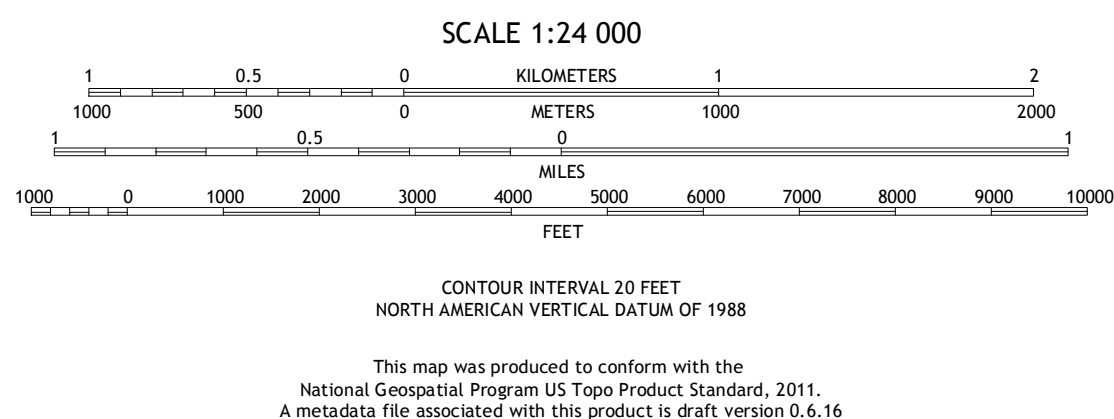 SCALE 1:24 000
1 0.5 0 KILOMETERS 1 2
1000 500 0 METERS 1000 2000
1 0.5 0 1
MILES
1000 0 1000 2000 3000 4000 5000 6000 7000 8000 9000 10000
FEET
CONTOUR INTERVAL 20 FEET
NORTH AMERICAN VERTICAL DATUM OF 1988
This map was produced to conform with the
National Geospatial Program US Topo Product Standard, 2011.
A metadata file associated with this product is draft version 0.6.16